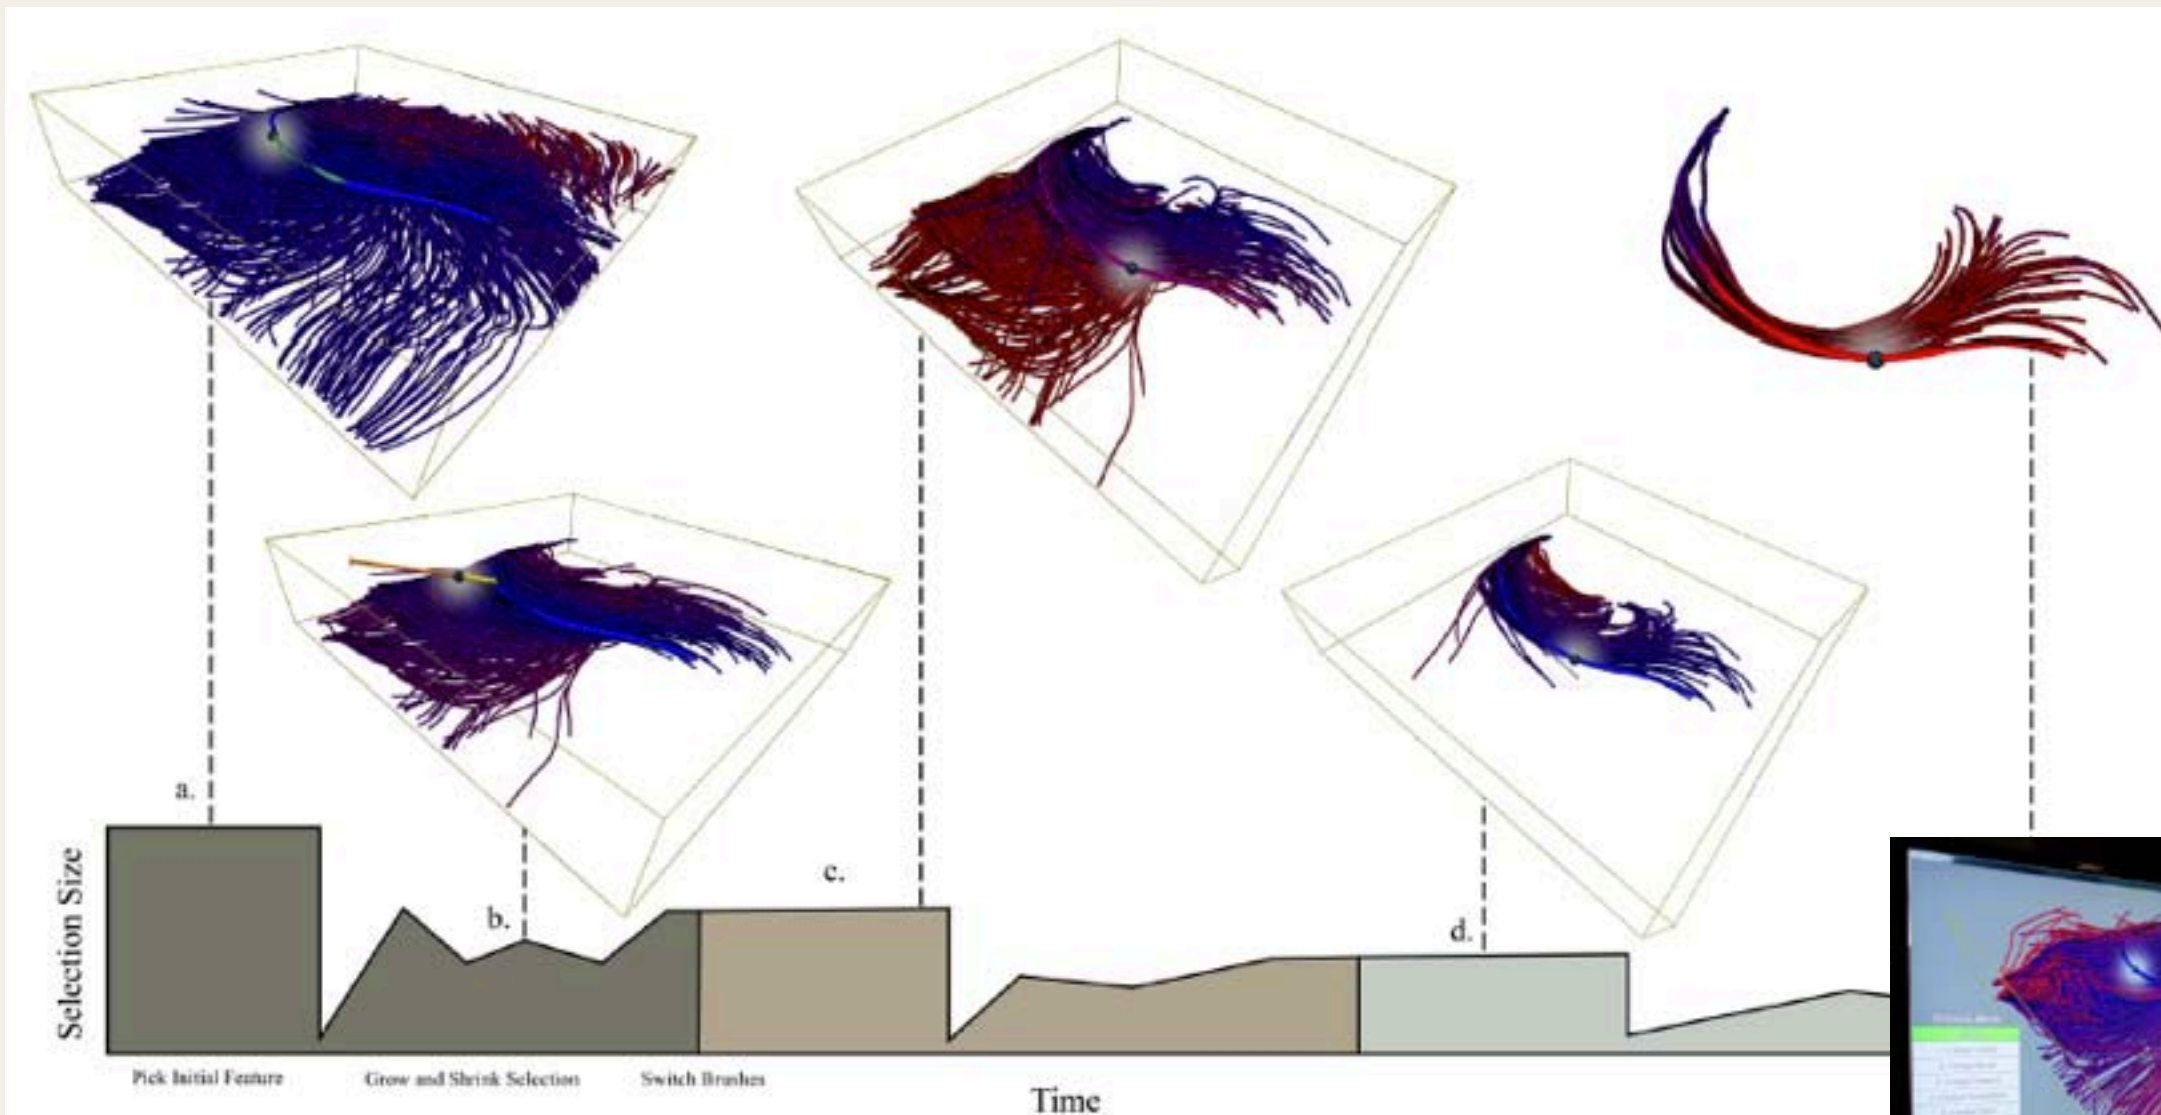 a.
b.
c.
d.
Selection Size
Pick Initial Feature
Grow and Shrink Selection
Switch Brushes
Time